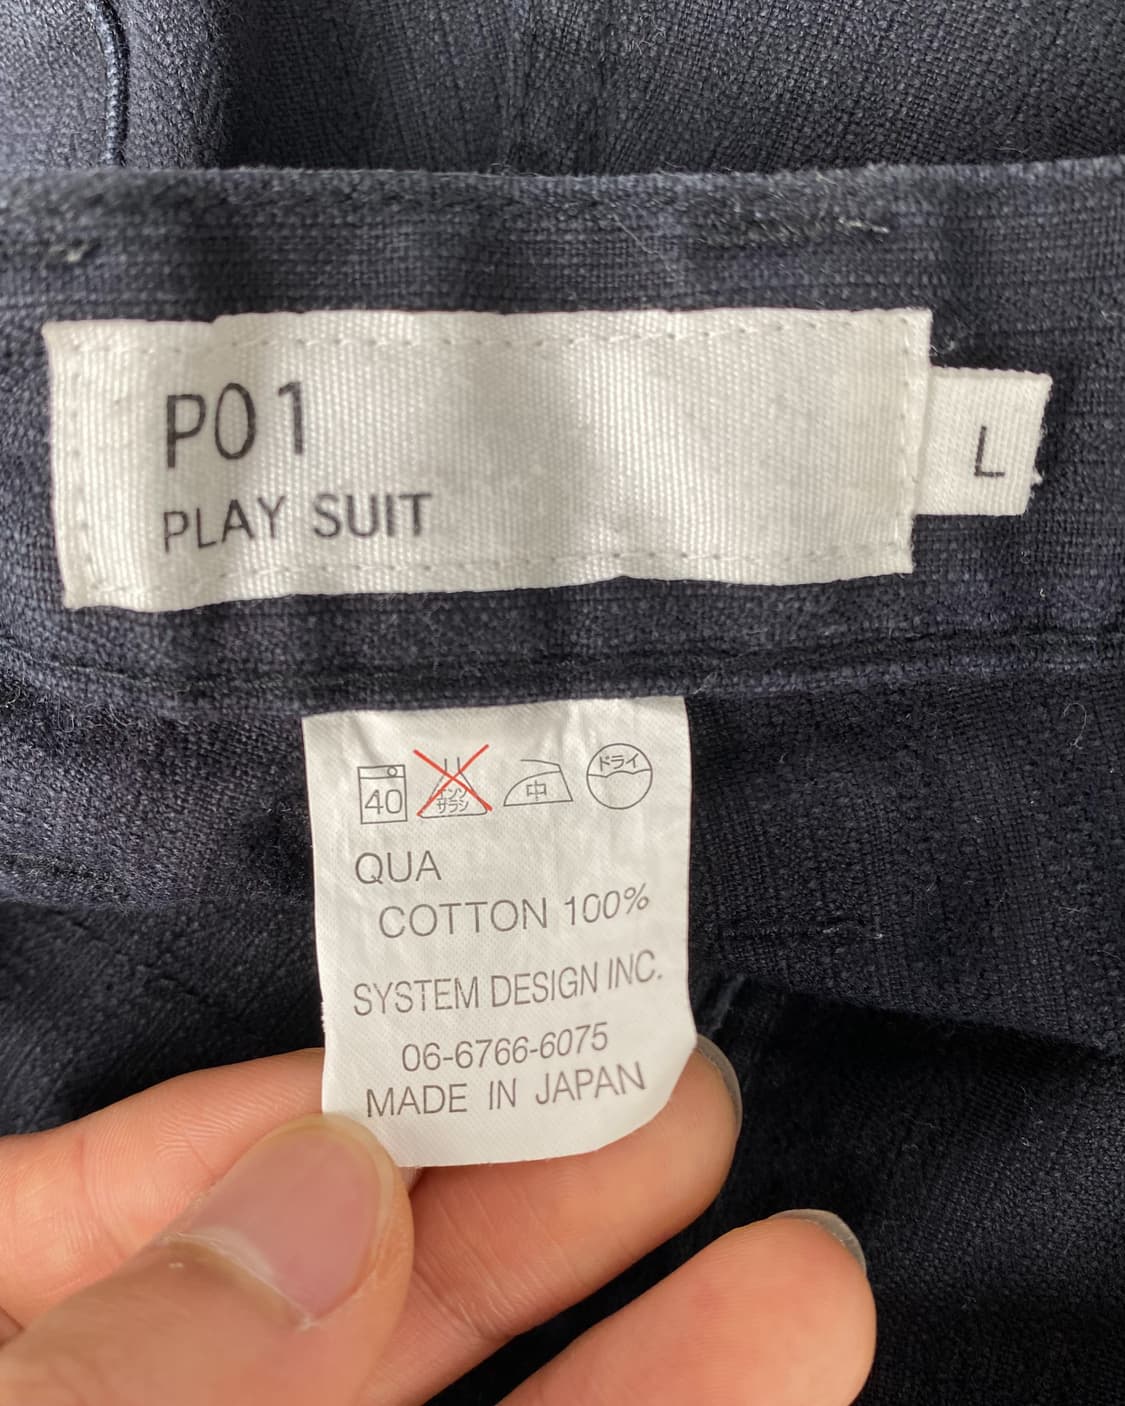 P01
PLAY SUIT
L
40
エンソ
サラシ
中
ドライ
QUA
COTTON 100%
SYSTEM DESIGN INC.
06-6766-6075
MADE IN JAPAN